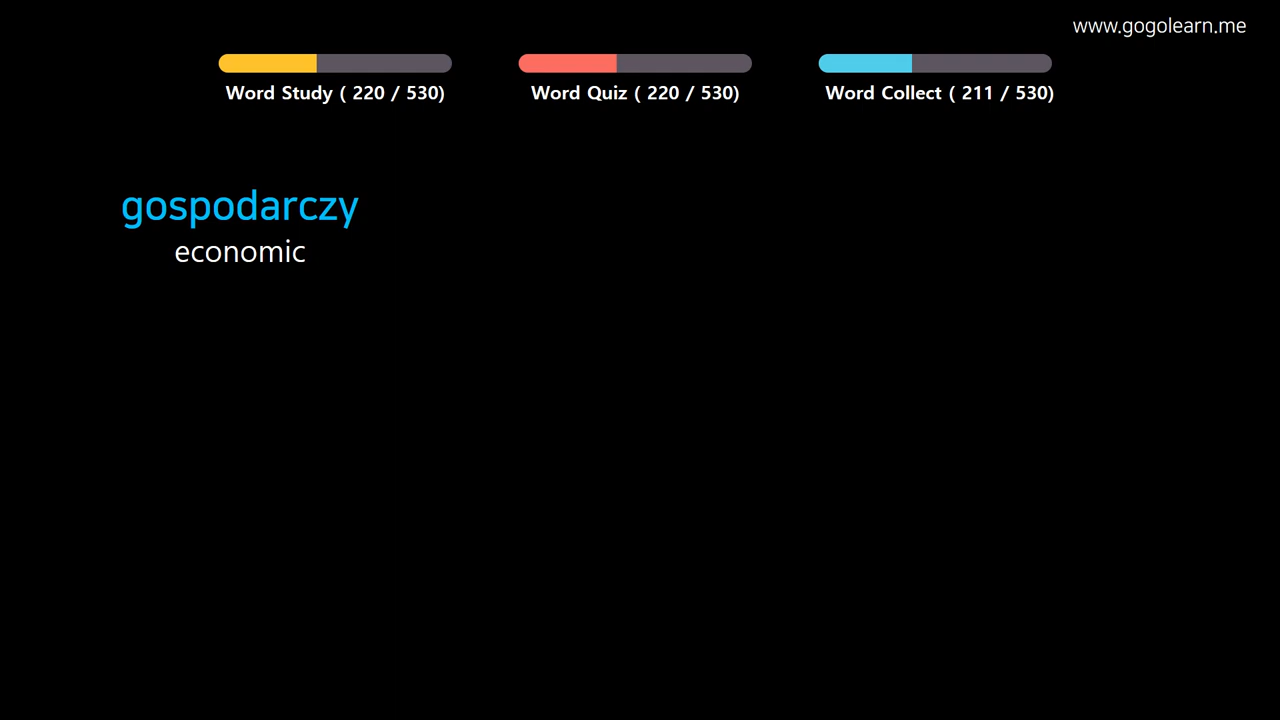 www.gogolearn.me
Word Study ( 220 / 530)
Word Quiz ( 220 / 530)
Word Collect ( 211 / 530)
gospodarczy
economic